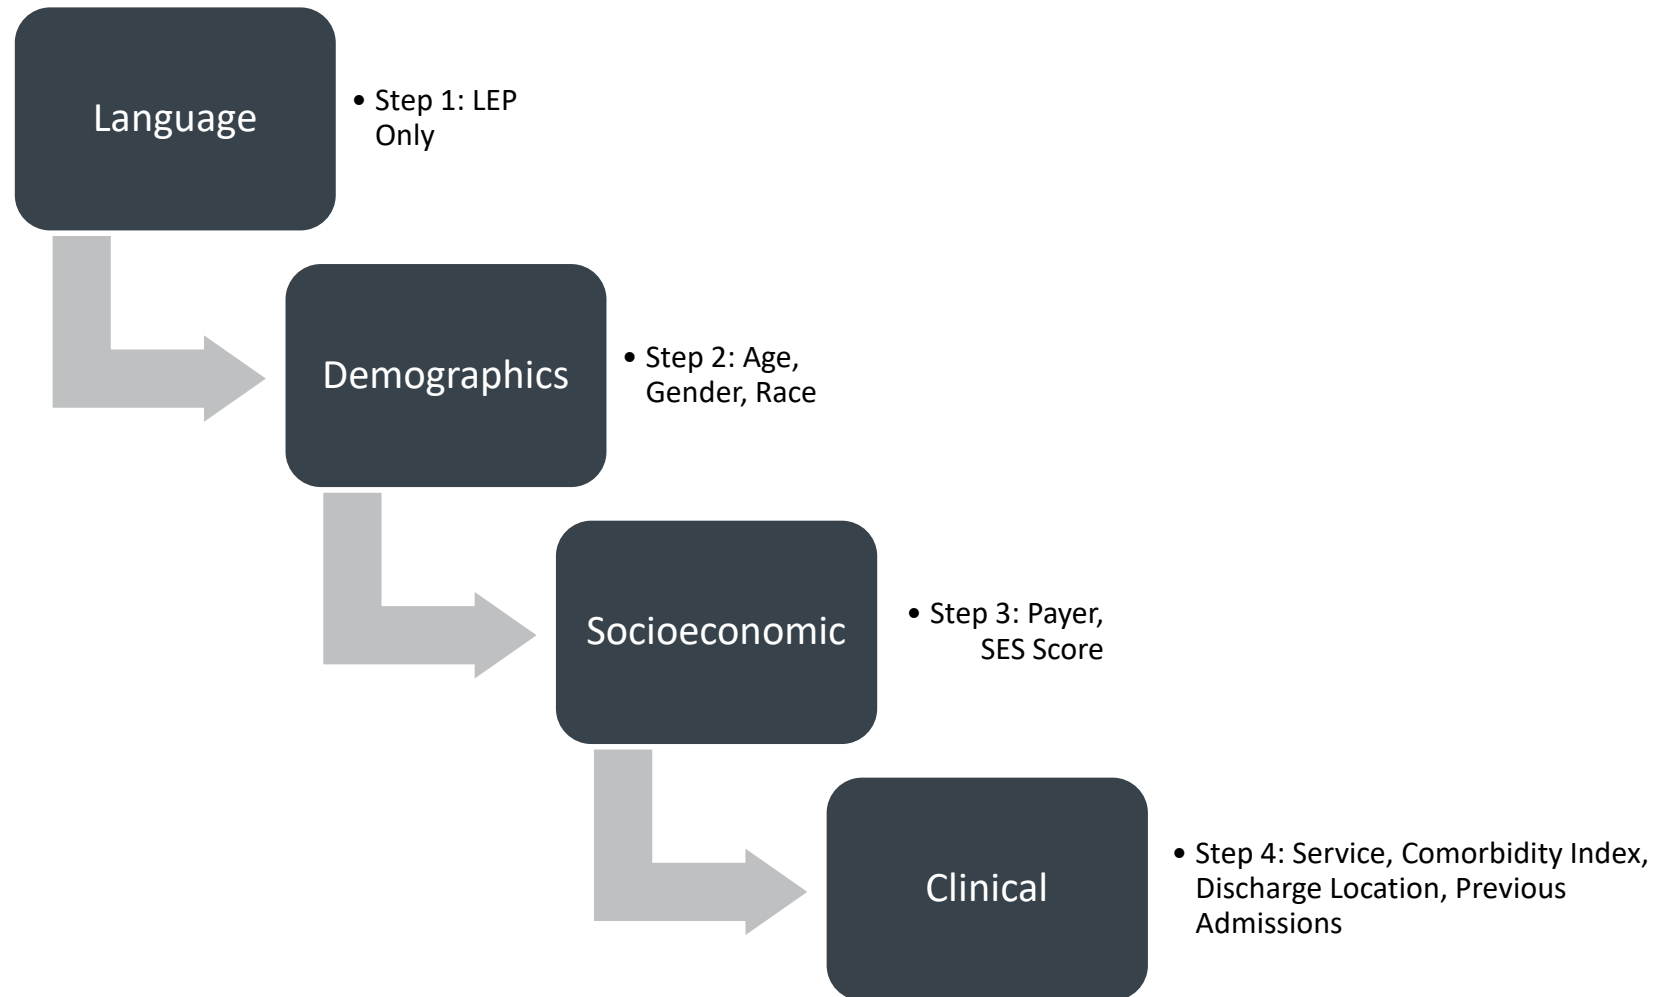 Language
• Step 1: LEP
Only
Demographics
• Step 2: Age,
Gender, Race
Socioeconomic
• Step 3: Payer,
SES Score
Clinical
• Step 4: Service, Comorbidity Index,
Discharge Location, Previous
Admissions